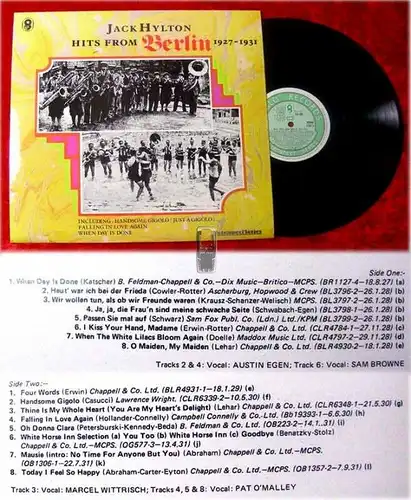 JACK HYLTON
HITS FROM Berlin 1927-1931
INCLUDING: HANDSOME GIGOLO (JUST A GIGOLO)
FALLING IN LOVE AGAIN
WHEN DAY IS DONE
Side One:-
1. When Day Is Done (Katscher) B. Feldman-Chappell & Co.-Dix Music-Britico-MCPS. (BR1127-4-18.8.27) (a)
2. Heut' war ich bei der Frieda (Cowler-Rotter) Ascherburg, Hopwood & Crew (BL3796-2-26.1.28) (b)
3. Wir wollen tun, als ob wir Freunde waren (Krausz-Schanzer-Welisch) MCPS. (BL3797-2-26.1.28) (b)
4. Ja, ja, die Frau'n sind meine schwache Seite (Schwabach-Egen) (BL3798-1-26.1.28) (c)
5. Passen Sie mal auf (Schwarz) Sam Fox Pub. Co. (Ldn.) Ltd./KPM (BL3799-2-26.1.28) (c)
6. I Kiss Your Hand, Madame (Erwin-Rotter) Chappell & Co. Ltd. (CLR4784-1-27.11.28) (c)
7. When The White Lilacs Bloom Again (Doelle) Maddox Music Ltd. (CLR4797-2-29.11.28) (d)
8. O Maiden, My Maiden (Lehar) Chappell & Co. Ltd. (BLR4930-2-18.1.29) (e)
Tracks 2 & 4: Vocal: AUSTIN EGEN; Track 6: Vocal: SAM BROWNE
Side Two:-
1. Four Words (Erwin) Chappell & Co. Ltd. (BLR4931-1-18.1.29) (e)
2. Handsome Gigolo (Casucci) Lawrence Wright. (CLR6339-2-10.5.30) (f)
3. Thine Is My Whole Heart (You Are My Heart's Delight) (Lehar) Chappell & Co. Ltd. (CLR6348-1-21.5.30) (g)
4. Falling In Love Again (Hollander-Connelly) Campbell Connelly & Co. Ltd. (Bb19393-1-6.5.30) (h)
5. Oh Donna Clara (Petersburski-Kennedy-Beda) B. Feldman & Co. Ltd. (OB223-2-14.1.31) (i)
6. White Horse Inn Selection (a) You Too (b) White Horse Inn (c) Goodbye (Benatzky-Stolz)
Chappell & Co. Ltd.-MCPS. (OG577-3-13.4.31) (j)
7. Mausie (intro: No Time For Anyone But You) (Abraham) Chappell & Co. Ltd.-MCPS.
(OB1306-1-22.7.31) (k)
8. Today I Feel So Happy (Abraham-Carter-Eyton) Chappell & Co. Ltd.-MCPS. (OB1357-2-7.9.31) (l)
Track 3: Vocal: MARCEL WITTRISCH; Tracks 4, 5 & 8: Vocal: PAT O'MALLEY